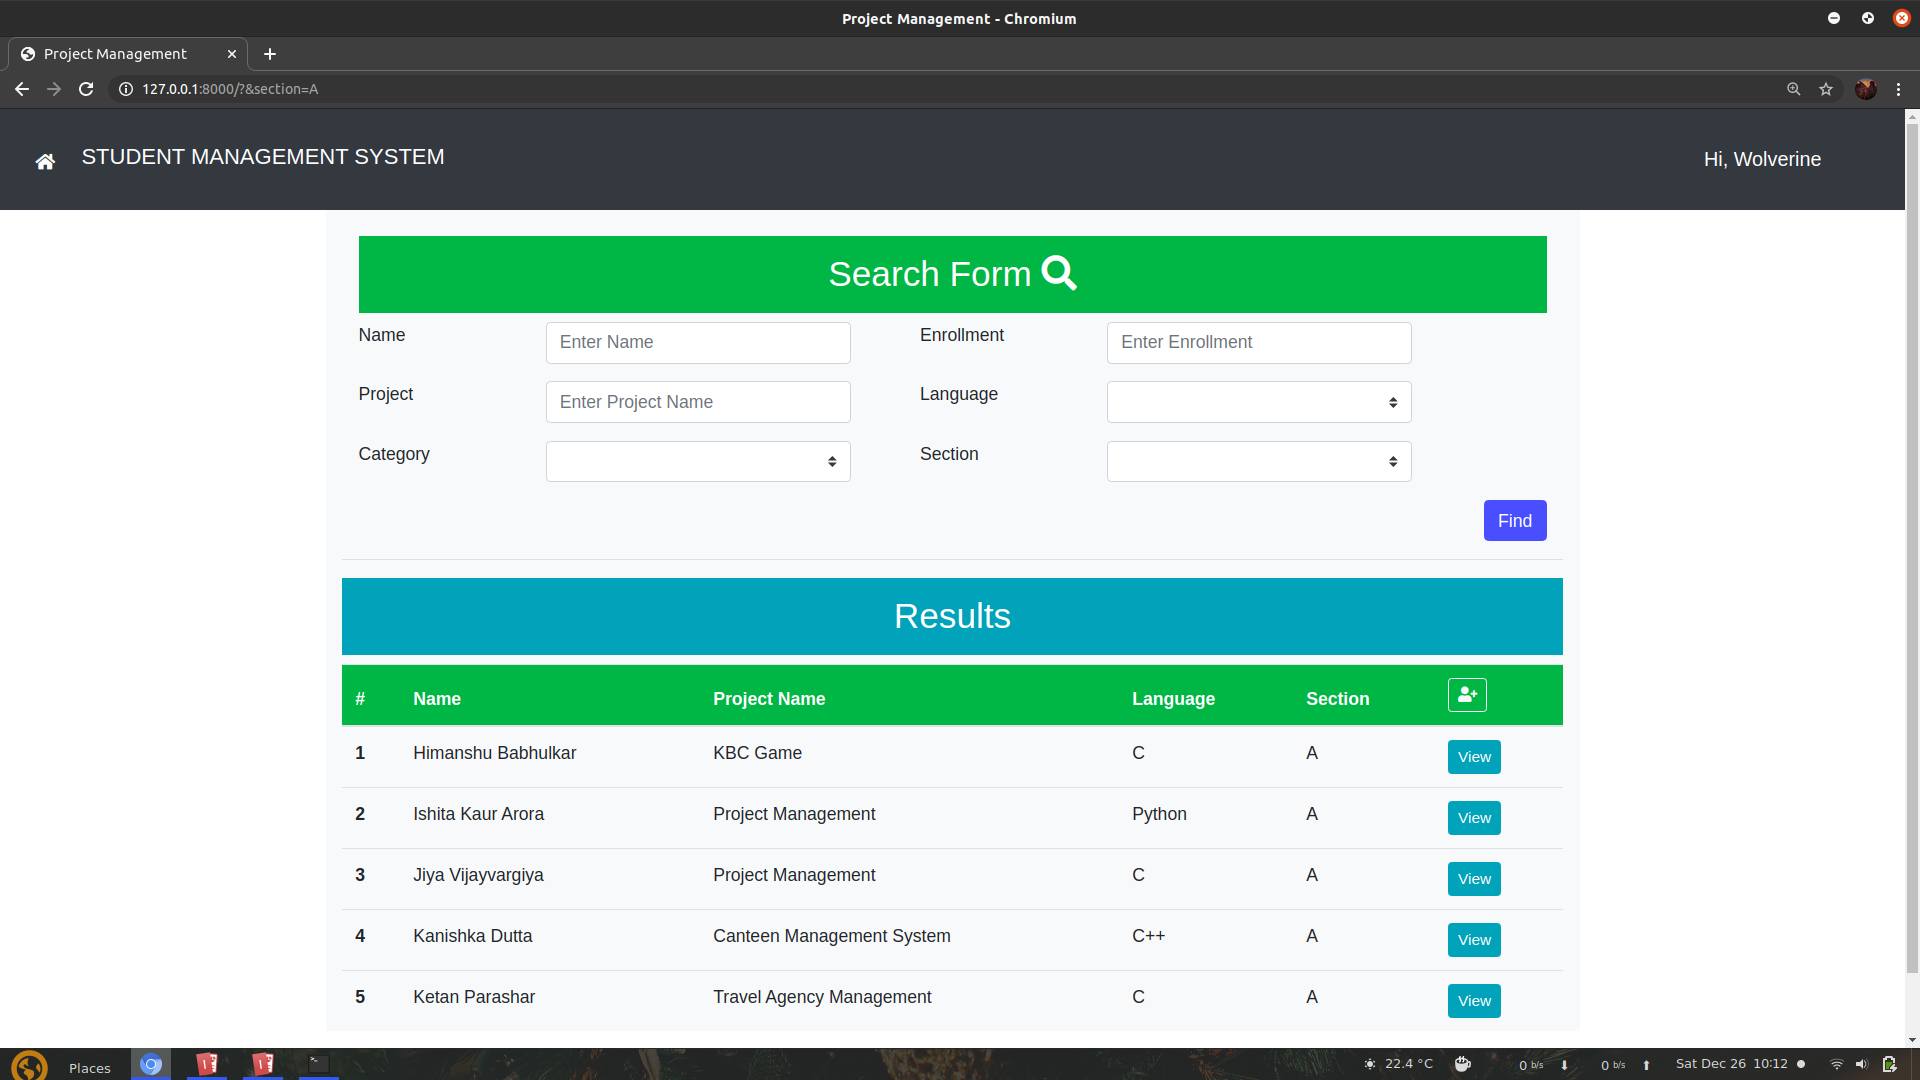 Project Management - Chromium
Project Management
127.0.0.1:8000/?&section=A
STUDENT MANAGEMENT SYSTEM
Hi, Wolverine
Search Form
Name Enter Name Enrollment Enter Enrollment
Project Enter Project Name Language
Category Section
Find
Results
# Name Project Name Language Section
1 Himanshu Babhulkar KBC Game C A View
2 Ishita Kaur Arora Project Management Python A View
3 Jiya Vijayvargiya Project Management C A View
4 Kanishka Dutta Canteen Management System C++ A View
5 Ketan Parashar Travel Agency Management C A View
Places 22.4 °C 0 b/s 0 b/s Sat Dec 26 10:12